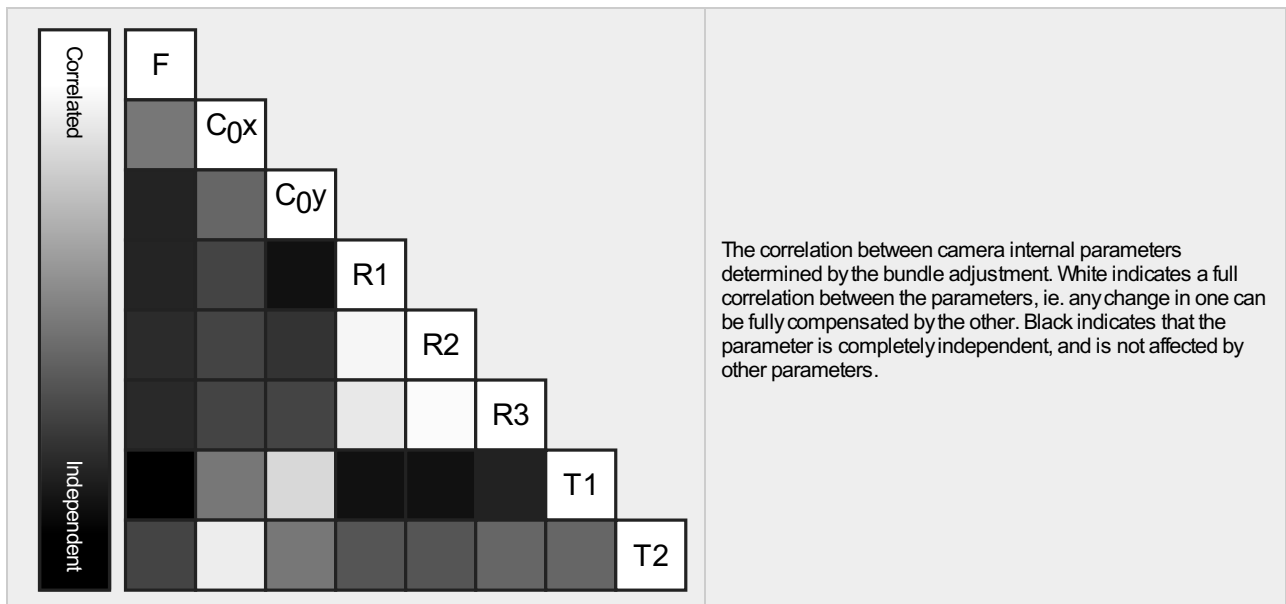 Correlated
Independent
F
C0x
C0y
R1
R2
R3
T1
T2
The correlation between camera internal parameters
determined by the bundle adjustment. White indicates a full
correlation between the parameters, ie. any change in one can
be fully compensated by the other. Black indicates that the
parameter is completely independent, and is not affected by
other parameters.